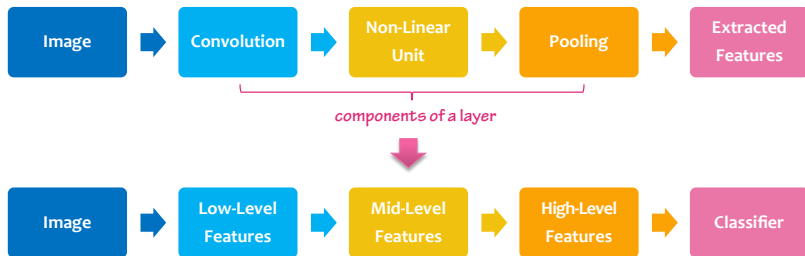 Image
Convolution
Non-Linear
Unit
Pooling
Extracted
Features
components of a layer
Image
Low-Level
Features
Mid-Level
Features
High-Level
Features
Classifier